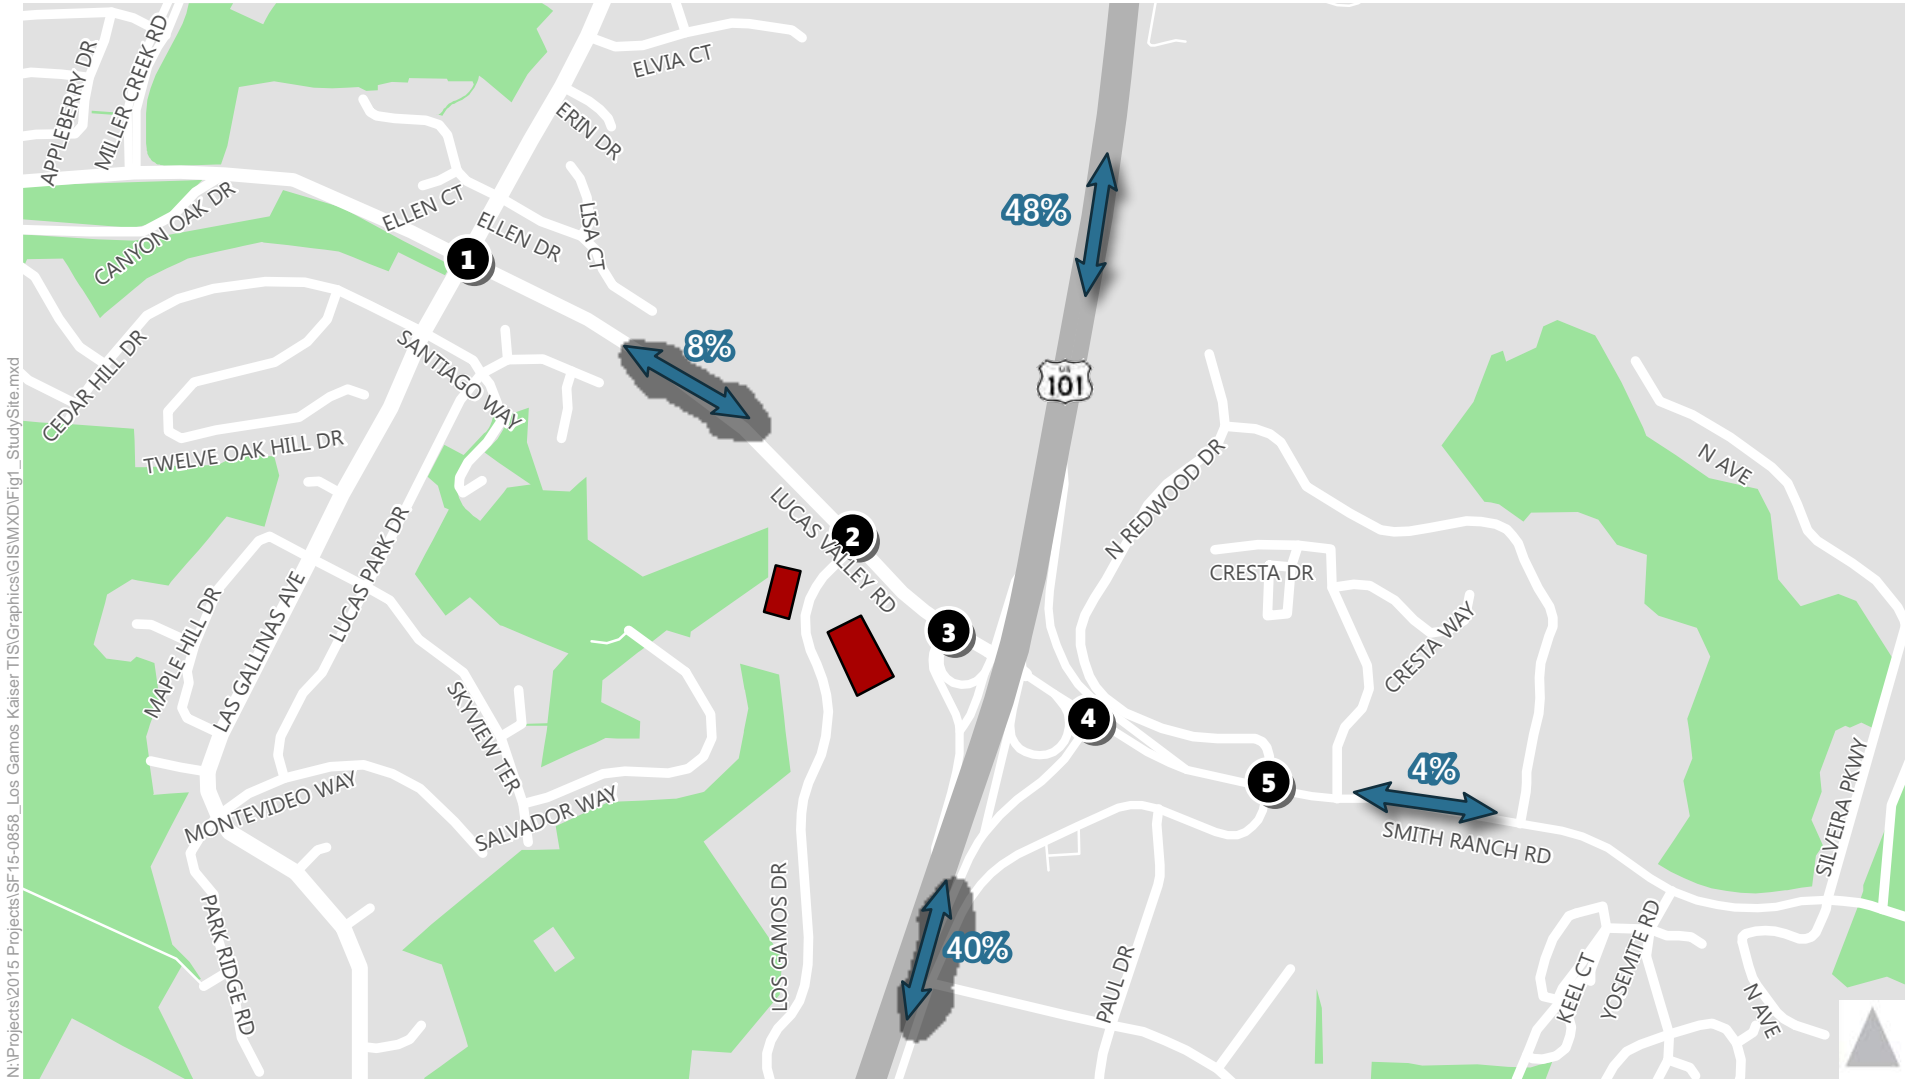 ELVIA CT
APPLEBERRY DR
MILLER CREEK RD
ERIN DR
CANYON OAK DR
ELLEN CT
ELLEN DR
LISA CT
48%
1
8%
US
101
CEDAR HILL DR
SANTIAGO WAY
TWELVE OAK HILL DR
N AVE
N REDWOOD DR
LUCAS VALLEY RD
2
LUCAS PARK DR
CRESTA DR
MAPLE HILL DR
LAS GALLINAS AVE
3
CRESTA WAY
SKYVIEW TER
4
MONTEVIDEO WAY
SALVADOR WAY
5
4%
SMITH RANCH RD
SILVEIRA PKWY
PARK RIDGE RD
LOS GAMOS DR
40%
PAUL DR
KEEL CT
YOSEMITE RD
N AVE
N:\Projects\2015 Projects\SF15-0858_Los Gamos Kaiser TIS\Graphics\GIS\MXD\Fig1_StudySite.mxd